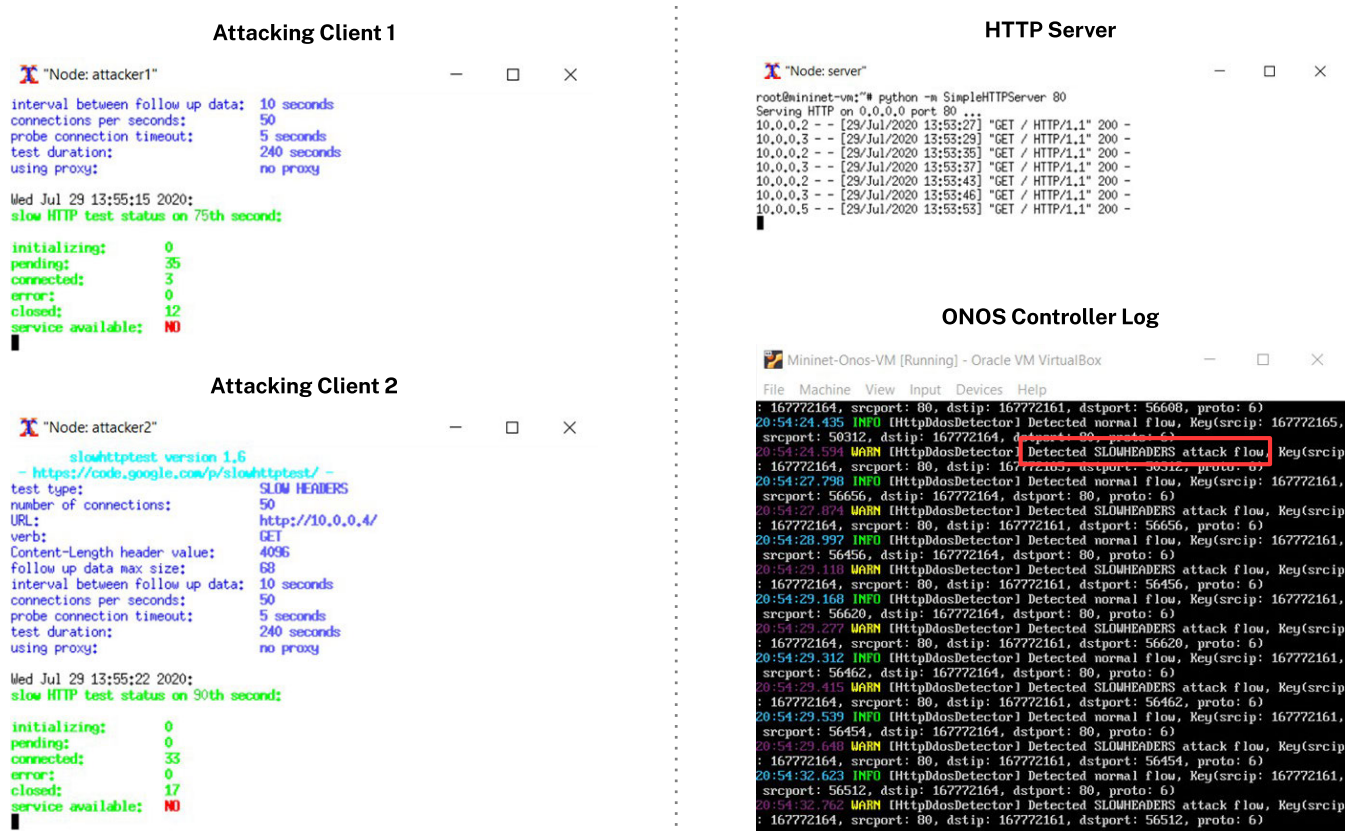 Attacking Client 1
"Node: attacker1"
interval between follow up data: 10 seconds
connections per seconds: 50
probe connection timeout: 5 seconds
test duration: 240 seconds
using proxy: no proxy
Wed Jul 29 13:55:15 2020:
slow HTTP test status on 75th second:
initializing: 0
pending: 35
connected: 3
error: 0
closed: 12
service available: NO
Attacking Client 2
"Node: attacker2"
slowhttptest version 1.6
- https://code.google.com/p/slowhttptest/ -
test type: SLOW HEADERS
number of connections: 50
URL: http://10.0.0.4/
verb: GET
Content-Length header value: 4096
follow up data max size: 68
interval between follow up data: 10 seconds
connections per seconds: 50
probe connection timeout: 5 seconds
test duration: 240 seconds
using proxy: no proxy
Wed Jul 29 13:55:22 2020:
slow HTTP test status on 90th second:
initializing: 0
pending: 0
connected: 33
error: 0
closed: 17
service available: NO
HTTP Server
"Node: server"
root@mininet-vm:~# python -m SimpleHTTPServer 80
Serving HTTP on 0.0.0.0 port 80 ...
10.0.0.2 - - [29/Jul/2020 13:53:27] "GET / HTTP/1.1" 200 -
10.0.0.3 - - [29/Jul/2020 13:53:29] "GET / HTTP/1.1" 200 -
10.0.0.2 - - [29/Jul/2020 13:53:35] "GET / HTTP/1.1" 200 -
10.0.0.3 - - [29/Jul/2020 13:53:37] "GET / HTTP/1.1" 200 -
10.0.0.2 - - [29/Jul/2020 13:53:43] "GET / HTTP/1.1" 200 -
10.0.0.3 - - [29/Jul/2020 13:53:46] "GET / HTTP/1.1" 200 -
10.0.0.5 - - [29/Jul/2020 13:53:53] "GET / HTTP/1.1" 200 -
ONOS Controller Log
Mininet-Onos-VM [Running] - Oracle VM VirtualBox
File Machine View Input Devices Help
: 167772164, srcport: 80, dstip: 167772161, dstport: 56608, proto: 6)
20:54:24.435 INFO [HttpDdosDetector] Detected normal flow, Key(srcip: 167772165,
srcport: 50312, dstip: 167772164, dstport: 80, proto: 6)
20:54:24.594 WARN [HttpDdosDetector] Detected SLOWHEADERS attack flow, Key(srcip
: 167772164, srcport: 80, dstip: 167772165, dstport: 50312, proto: 6)
20:54:27.798 INFO [HttpDdosDetector] Detected normal flow, Key(srcip: 167772161,
srcport: 56656, dstip: 167772164, dstport: 80, proto: 6)
20:54:27.874 WARN [HttpDdosDetector] Detected SLOWHEADERS attack flow, Key(srcip
: 167772164, srcport: 80, dstip: 167772161, dstport: 56656, proto: 6)
20:54:28.997 INFO [HttpDdosDetector] Detected normal flow, Key(srcip: 167772161,
srcport: 56456, dstip: 167772164, dstport: 80, proto: 6)
20:54:29.118 WARN [HttpDdosDetector] Detected SLOWHEADERS attack flow, Key(srcip
: 167772164, srcport: 80, dstip: 167772161, dstport: 56456, proto: 6)
20:54:29.168 INFO [HttpDdosDetector] Detected normal flow, Key(srcip: 167772161,
srcport: 56620, dstip: 167772164, dstport: 80, proto: 6)
20:54:29.277 WARN [HttpDdosDetector] Detected SLOWHEADERS attack flow, Key(srcip
: 167772164, srcport: 80, dstip: 167772161, dstport: 56620, proto: 6)
20:54:29.312 INFO [HttpDdosDetector] Detected normal flow, Key(srcip: 167772161,
srcport: 56462, dstip: 167772164, dstport: 80, proto: 6)
20:54:29.415 WARN [HttpDdosDetector] Detected SLOWHEADERS attack flow, Key(srcip
: 167772164, srcport: 80, dstip: 167772161, dstport: 56462, proto: 6)
20:54:29.539 INFO [HttpDdosDetector] Detected normal flow, Key(srcip: 167772161,
srcport: 56454, dstip: 167772164, dstport: 80, proto: 6)
20:54:29.648 WARN [HttpDdosDetector] Detected SLOWHEADERS attack flow, Key(srcip
: 167772164, srcport: 80, dstip: 167772161, dstport: 56454, proto: 6)
20:54:32.623 INFO [HttpDdosDetector] Detected normal flow, Key(srcip: 167772161,
srcport: 56512, dstip: 167772164, dstport: 80, proto: 6)
20:54:32.762 WARN [HttpDdosDetector] Detected SLOWHEADERS attack flow, Key(srcip
: 167772164, srcport: 80, dstip: 167772161, dstport: 56512, proto: 6)